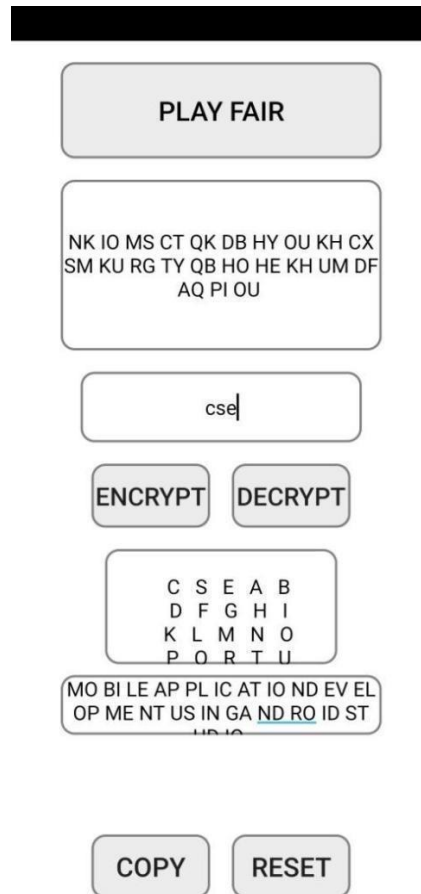 PLAY FAIR
NK IO MS CT QK DB HY OU KH CX
SM KU RG TY QB HO HE KH UM DF
AQ PI OU
cse
ENCRYPT DECRYPT
C S E A B
D F G H I
K L M N O
P Q R T U
MO BI LE AP PL IC AT IO ND EV EL
OP ME NT US IN GA ND RO ID ST
UD IO
COPY RESET